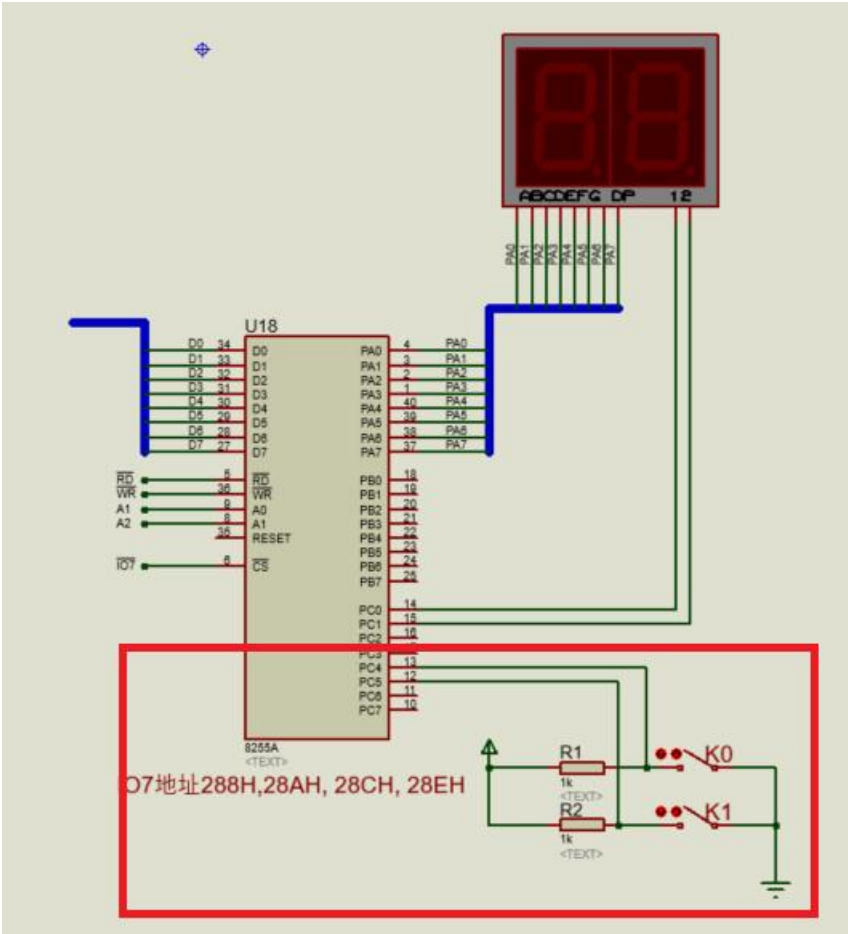 ABCDEFG DP 12
PA0
PA1
PA2
PA3
PA4
PA5
PA6
PA7
U18
D0 34 D0 PA0 4 PA0
D1 33 D1 PA1 3 PA1
D2 32 D2 PA2 2 PA2
D3 31 D3 PA3 1 PA3
D4 30 D4 PA4 40 PA4
D5 29 D5 PA5 39 PA5
D6 28 D6 PA6 38 PA6
D7 27 D7 PA7 37 PA7
RD 5 RD PB0 18
WR 36 WR PB1 19
A1 9 A0 PB2 20
A2 8 A1 PB3 21
35 RESET PB4 22
PB5 23
IO7 6 CS PB6 24
PB7 25
PC0 14
PC1 15
PC2 16
PC3
PC4 13
PC5 12
PC6 11
PC7 10
8255A
<TEXT>
O7地址288H,28AH, 28CH, 28EH
R1
1k
<TEXT>
K0
R2
1k
<TEXT>
K1